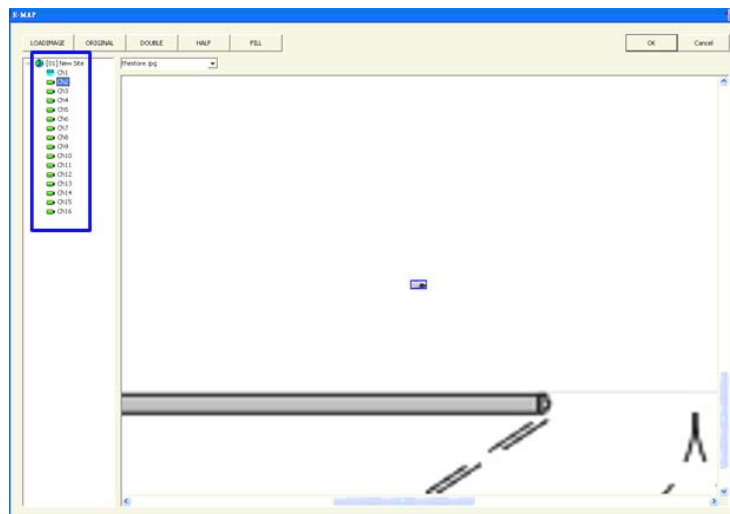 E-MAP
LOADIMAGE ORIGINAL DOUBLE HALF FILL OK Cancel
[01] New Site
thestore.jpg
Ch1
Ch2
Ch3
Ch4
Ch5
Ch6
Ch7
Ch8
Ch9
Ch10
Ch11
Ch12
Ch13
Ch14
Ch15
Ch16